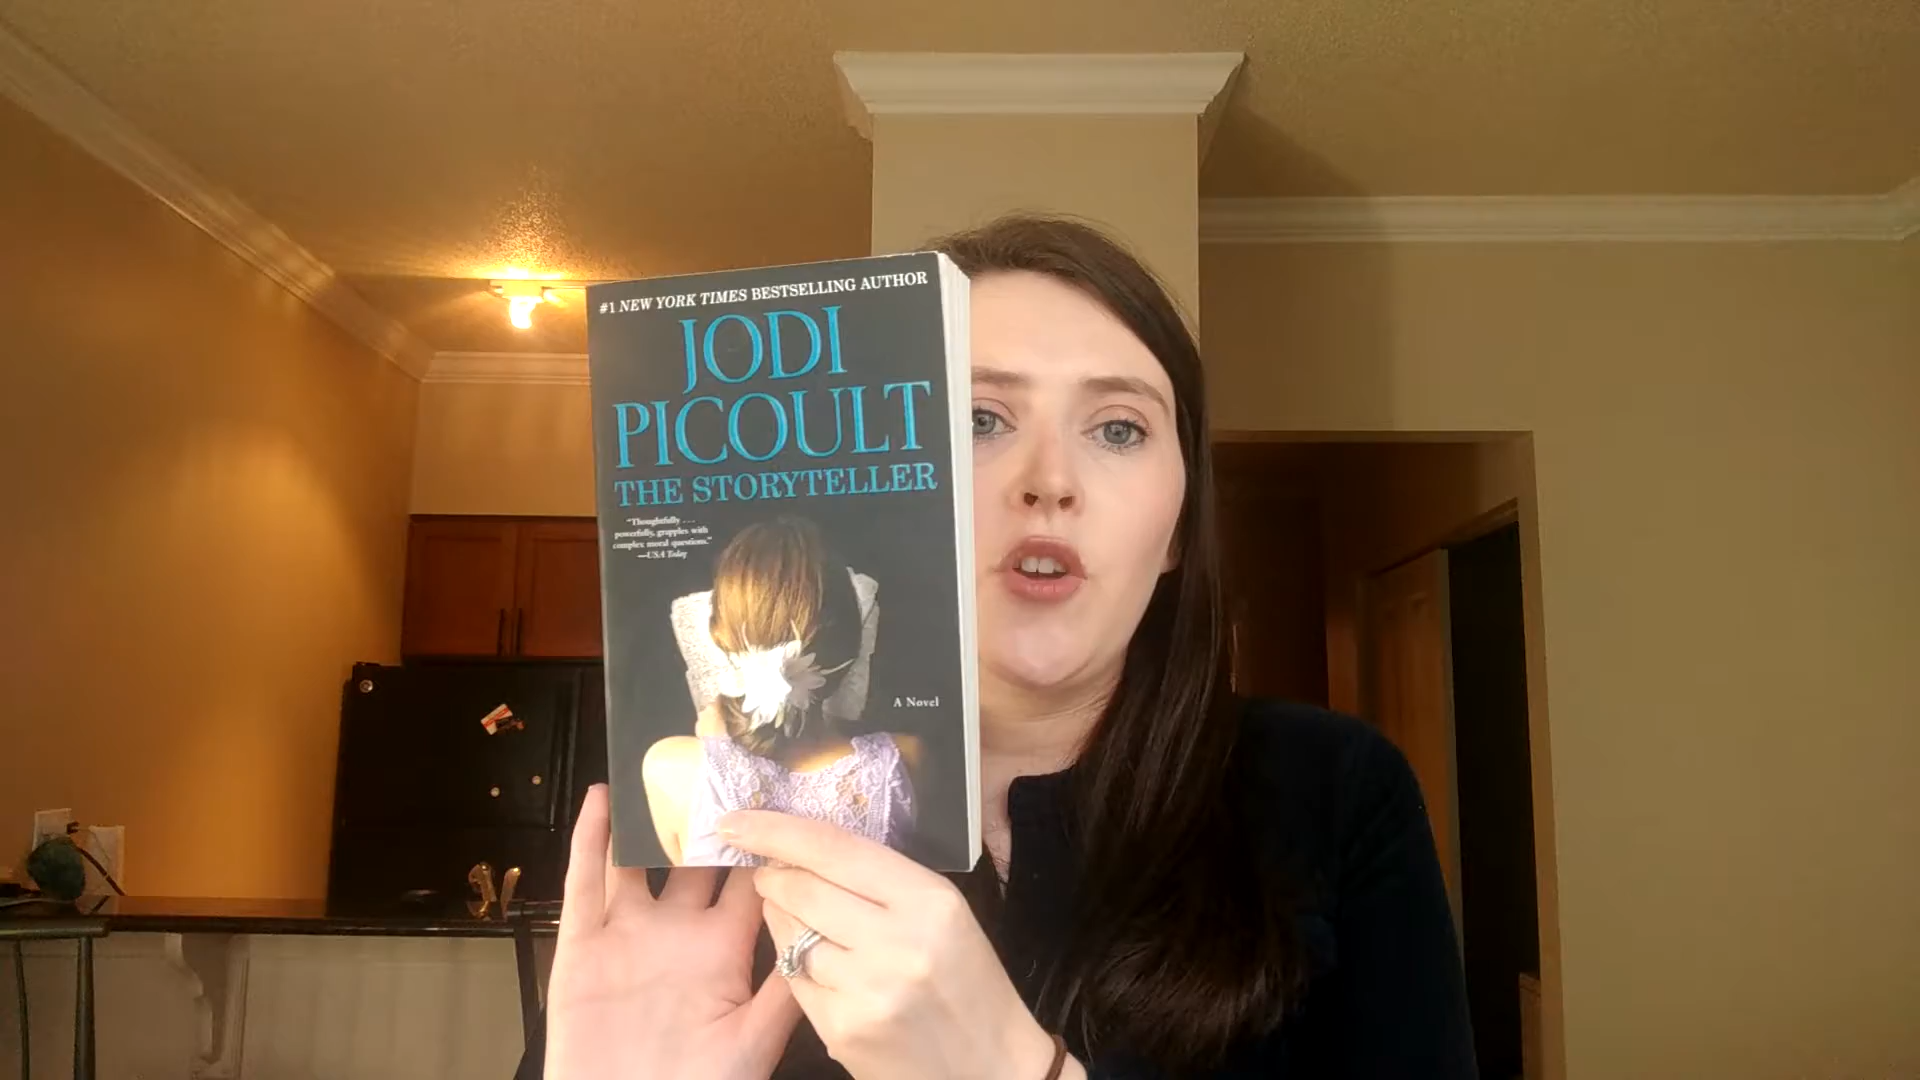 #1 NEW YORK TIMES BESTSELLING AUTHOR
JODI
PICOULT
THE STORYTELLER
"Thoughtfully . . .
powerfully, grapples with
complex moral questions."
—USA Today
A Novel